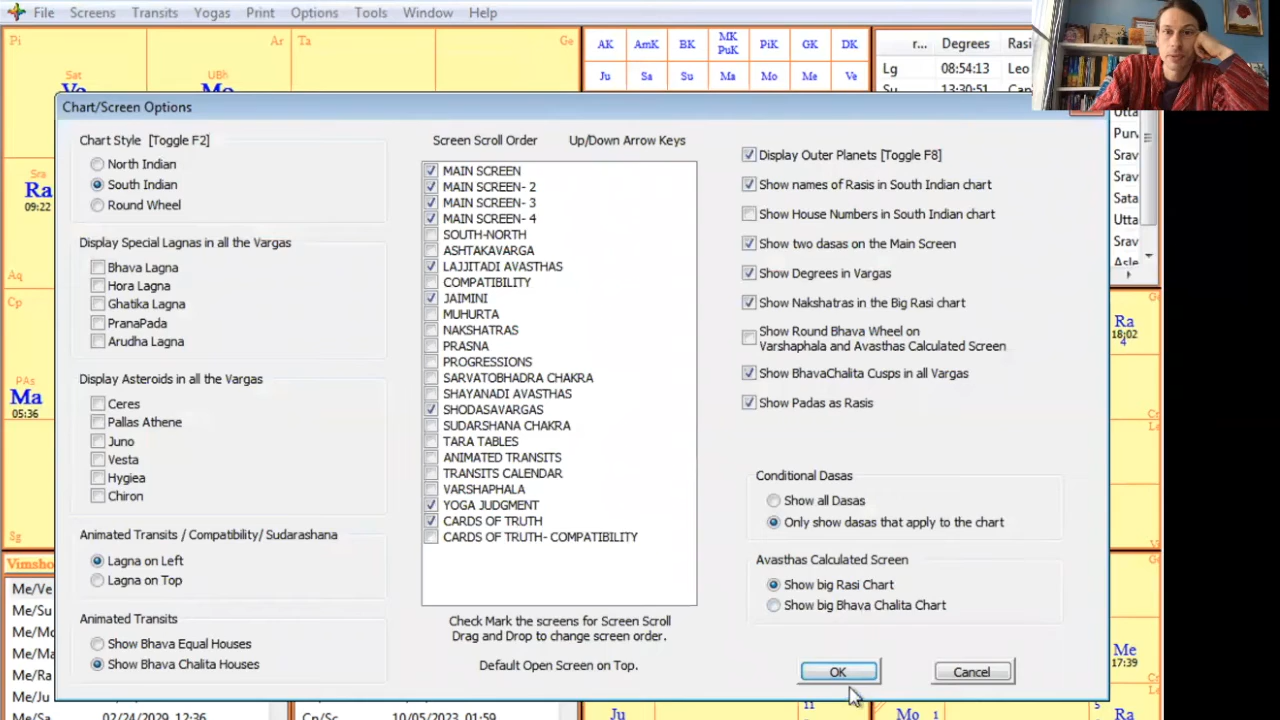 File Screens Transits Yogas Print Options Tools Window Help
Pi
Ar
Ta
Ge
AK AmK BK MK PiK GK DK
PuK
Ju Sa Su Ma Mo Me Ve
r... Degrees Rasi
Lg 08:54:13 Leo
Su 13:30:51
Sat
UBh
Chart/Screen Options
Chart Style [Toggle F2]
North Indian
South Indian
Round Wheel
Display Special Lagnas in all the Vargas
Bhava Lagna
Hora Lagna
Ghatika Lagna
PranaPada
Arudha Lagna
Display Asteroids in all the Vargas
Ceres
Pallas Athene
Juno
Vesta
Hygiea
Chiron
Animated Transits / Compatibility/ Sudarashana
Lagna on Left
Lagna on Top
Animated Transits
Show Bhava Equal Houses
Show Bhava Chalita Houses
Screen Scroll Order Up/Down Arrow Keys
MAIN SCREEN
MAIN SCREEN- 2
MAIN SCREEN- 3
MAIN SCREEN- 4
SOUTH-NORTH
ASHTAKAVARGA
LAJJITADI AVASTHAS
COMPATIBILITY
JAIMINI
MUHURTA
NAKSHATRAS
PRASNA
PROGRESSIONS
SARVATOBHADRA CHAKRA
SHAYANADI AVASTHAS
SHODASAVARGAS
SUDARSHANA CHAKRA
TARA TABLES
ANIMATED TRANSITS
TRANSITS CALENDAR
VARSHAPHALA
YOGA JUDGMENT
CARDS OF TRUTH
CARDS OF TRUTH- COMPATIBILITY
Check Mark the screens for Screen Scroll
Drag and Drop to change screen order.
Default Open Screen on Top.
Display Outer Planets [Toggle F8]
Show names of Rasis in South Indian chart
Show House Numbers in South Indian chart
Show two dasas on the Main Screen
Show Degrees in Vargas
Show Nakshatras in the Big Rasi chart
Show Round Bhava Wheel on
Varshaphala and Avasthas Calculated Screen
Show BhavaChalita Cusps in all Vargas
Show Padas as Rasis
Conditional Dasas
Show all Dasas
Only show dasas that apply to the chart
Avasthas Calculated Screen
Show big Rasi Chart
Show big Bhava Chalita Chart
OK
Cancel
Sra
Ra
09:22
Aq
Cp
PAs
Ma
05:36
Sg
Me/Ve
Me/Su
Me/Ra
Me/Ju
Me/Sa
02/24/2029 12:36
Cp/Sc 10/05/2023 01:59
Ju
11
Mo 1
Srav
Srav
Sata
Utta
Srav
Ra
18:02
4
Le
Me
17:39
Le
5
Ra